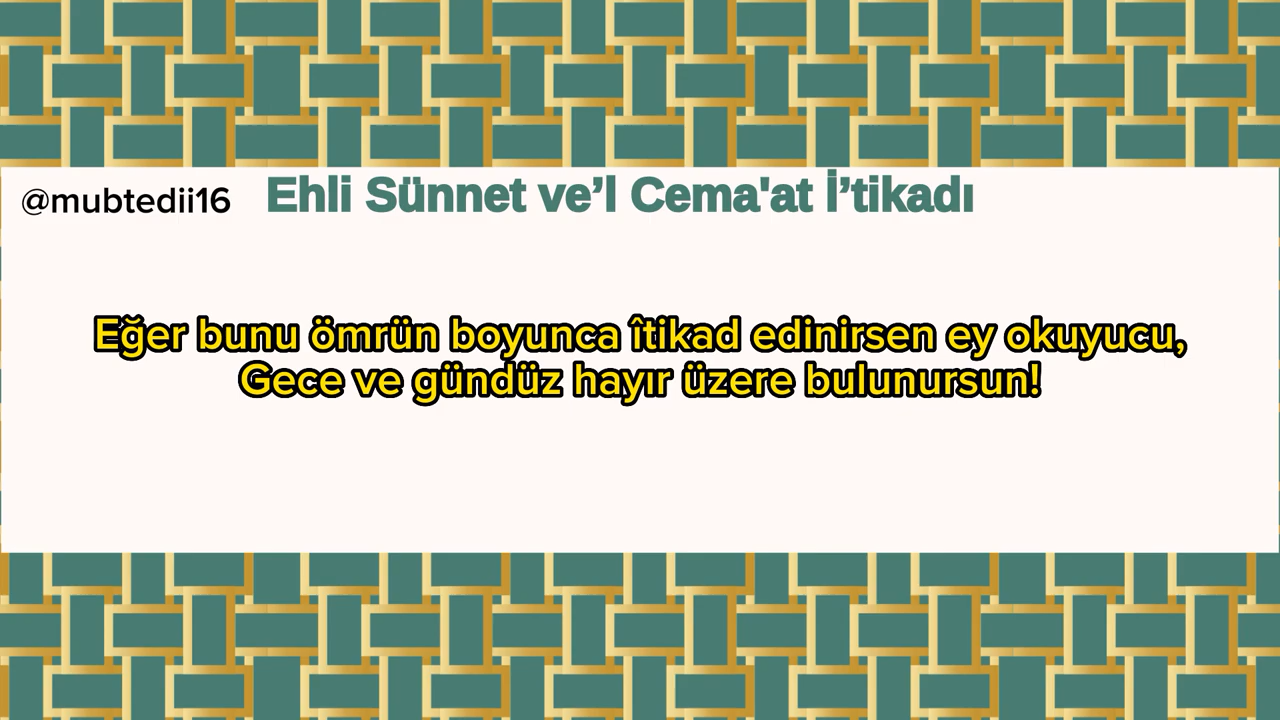 @mubtedii16
Ehli Sünnet ve’l Cema'at İ’tikadı
Eğer bunu ömrün boyunca îtikad edinirsen ey okuyucu,
Gece ve gündüz hayır üzere bulunursun!